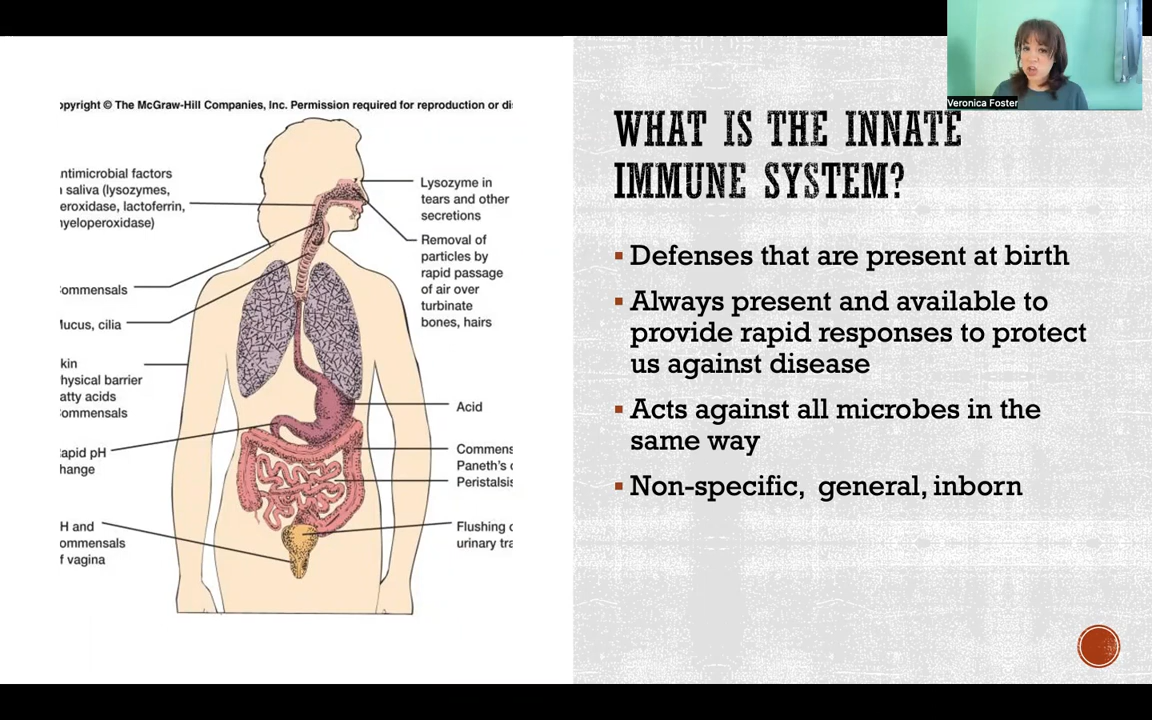 opyright © The McGraw-Hill Companies, Inc. Permission required for reproduction or di
ntimicrobial factors
saliva (lysozymes,
eroxidase, lactoferrin,
yeloperoxidase)
ommensals
ucus, cilia
kin
hysical barrier
atty acids
ommensals
apid pH
hange
H and
ommensals
f vagina
Lysozyme in
tears and other
secretions
Removal of
particles by
rapid passage
of air over
turbinate
bones, hairs
Acid
Commens
Paneth's
Peristalsis
Flushing
urinary tra
Veronica Foster
WHAT IS THE INNATE
IMMUNE SYSTEM?
▪ Defenses that are present at birth
▪ Always present and available to
provide rapid responses to protect
us against disease
▪ Acts against all microbes in the
same way
▪ Non-specific, general, inborn